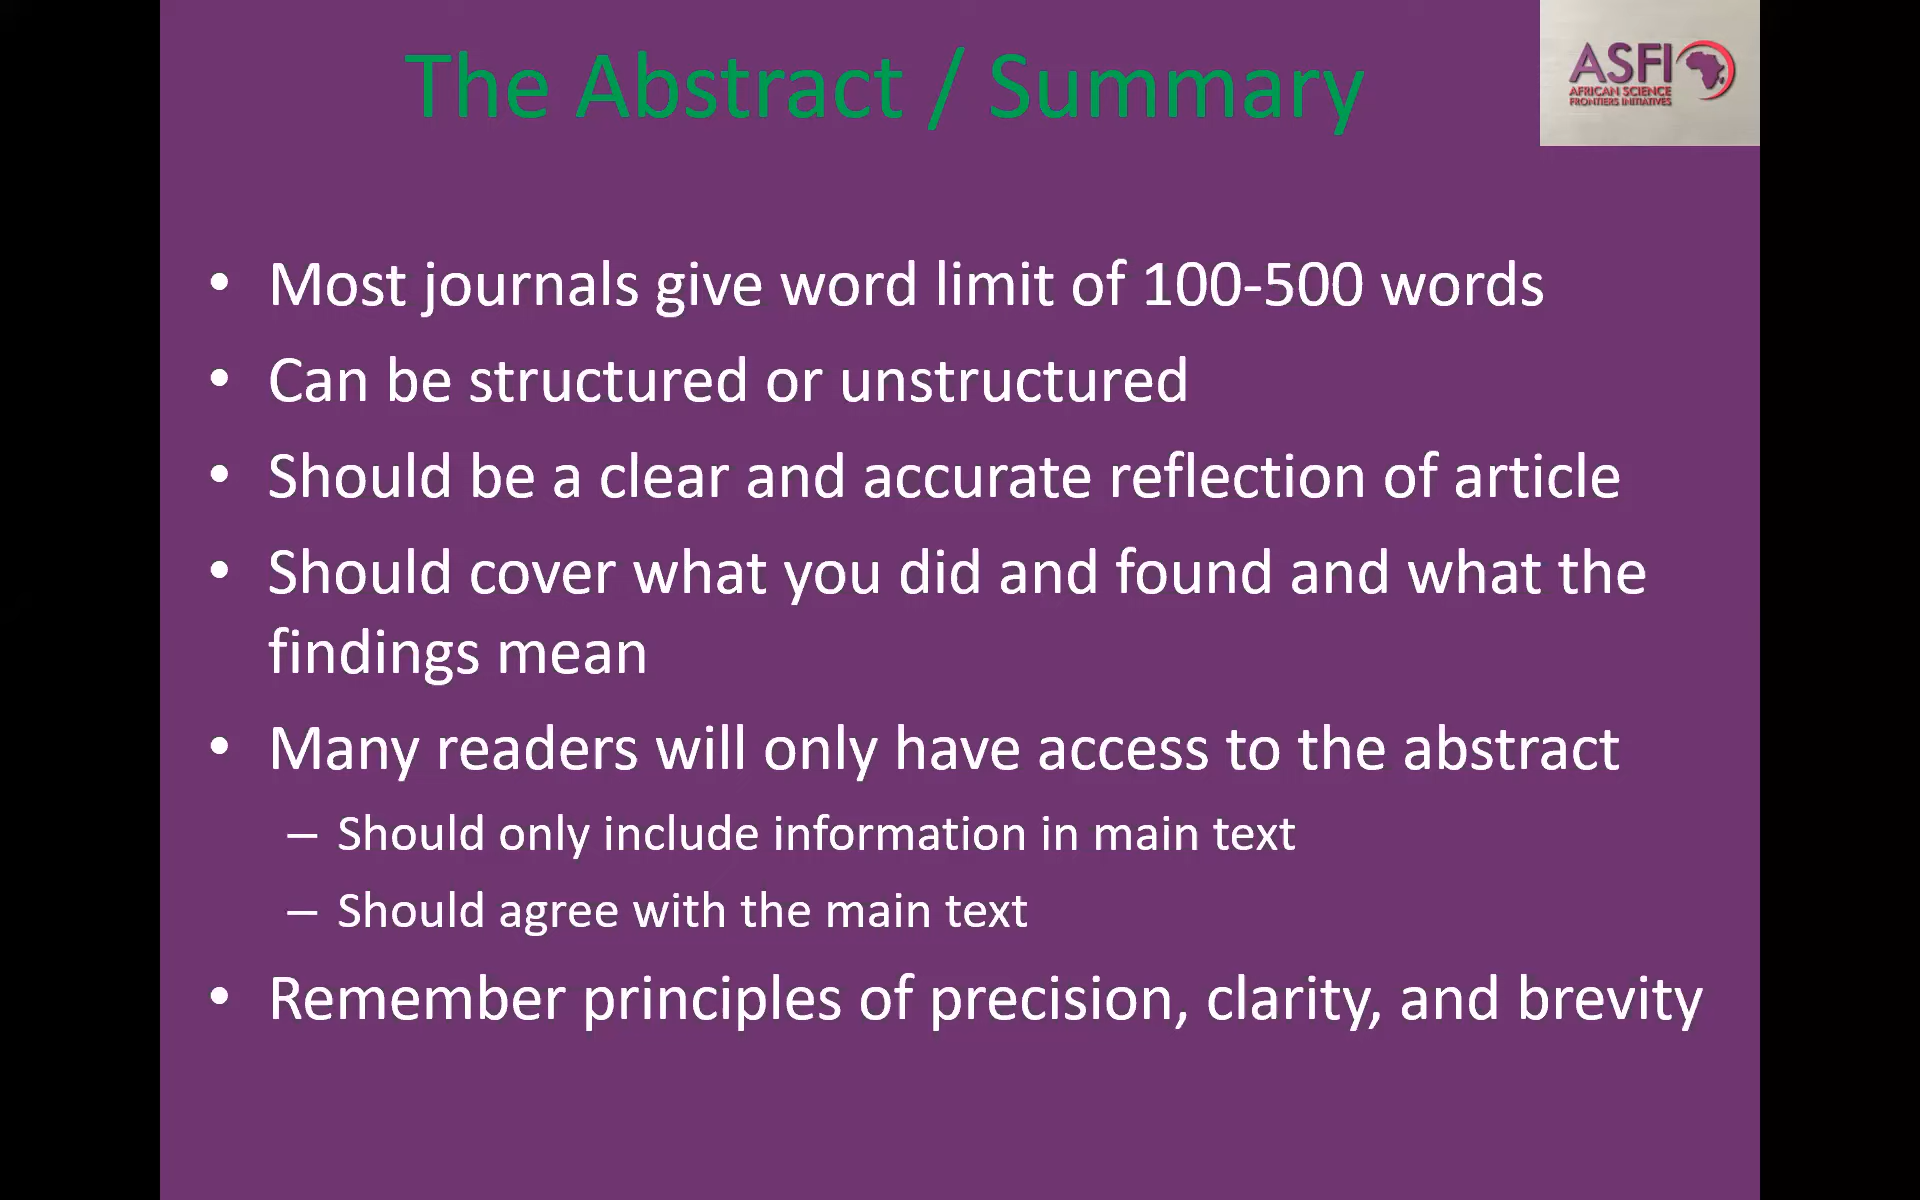 The Abstract / Summary
ASFI
AFRICAN SCIENCE
FRONTIERS INITIATIVES
• Most journals give word limit of 100-500 words
• Can be structured or unstructured
• Should be a clear and accurate reflection of article
• Should cover what you did and found and what the
findings mean
• Many readers will only have access to the abstract
– Should only include information in main text
– Should agree with the main text
• Remember principles of precision, clarity, and brevity